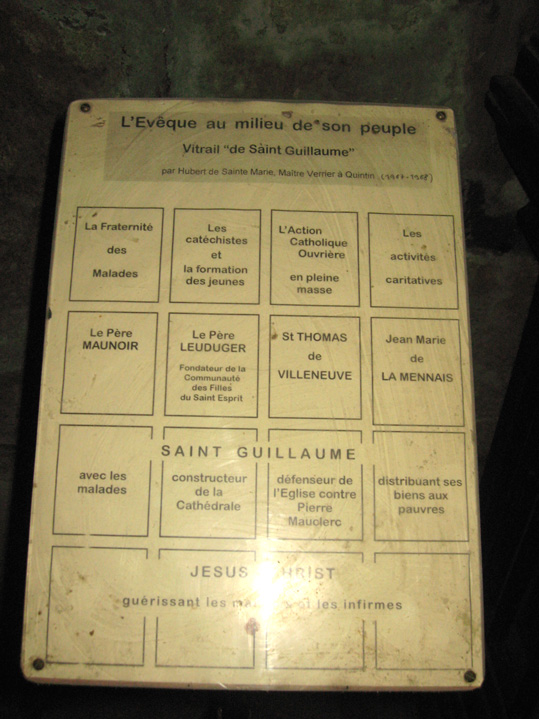 L'Evêque au milieu de son peuple
Vitrail "de Saint Guillaume"
par Hubert de Sainte Marie, Maître Verrier à Quintin
La Fraternité
des
Malades
Les
catéchistes
et
la formation
des jeunes
L'Action
Catholique
Ouvrière
en pleine
masse
Les
activités
caritatives
Le Père
MAUNOIR
Le Père
LEUDUGER
Fondateur de la
Communauté
des Filles
du Saint Esprit
St THOMAS
de
VILLENEUVE
Jean Marie
de
LA MENNAIS
SAINT GUILLAUME
avec les
malades
constructeur
de la
Cathédrale
défenseur de
l'Eglise contre
Pierre
Mauclerc
distribuant ses
biens aux
pauvres
JESUS CHRIST
guérissant les malades et les infirmes